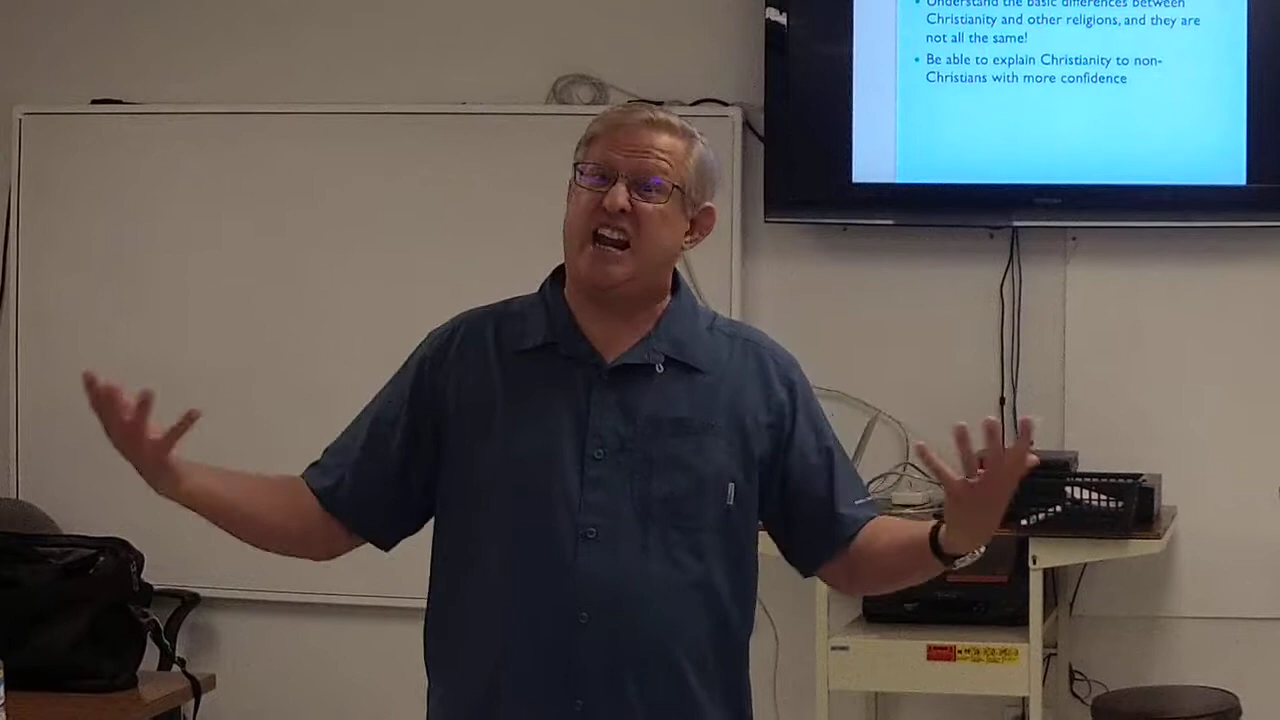 • Understand the basic differences between
Christianity and other religions, and they are
not all the same!
• Be able to explain Christianity to non-
Christians with more confidence